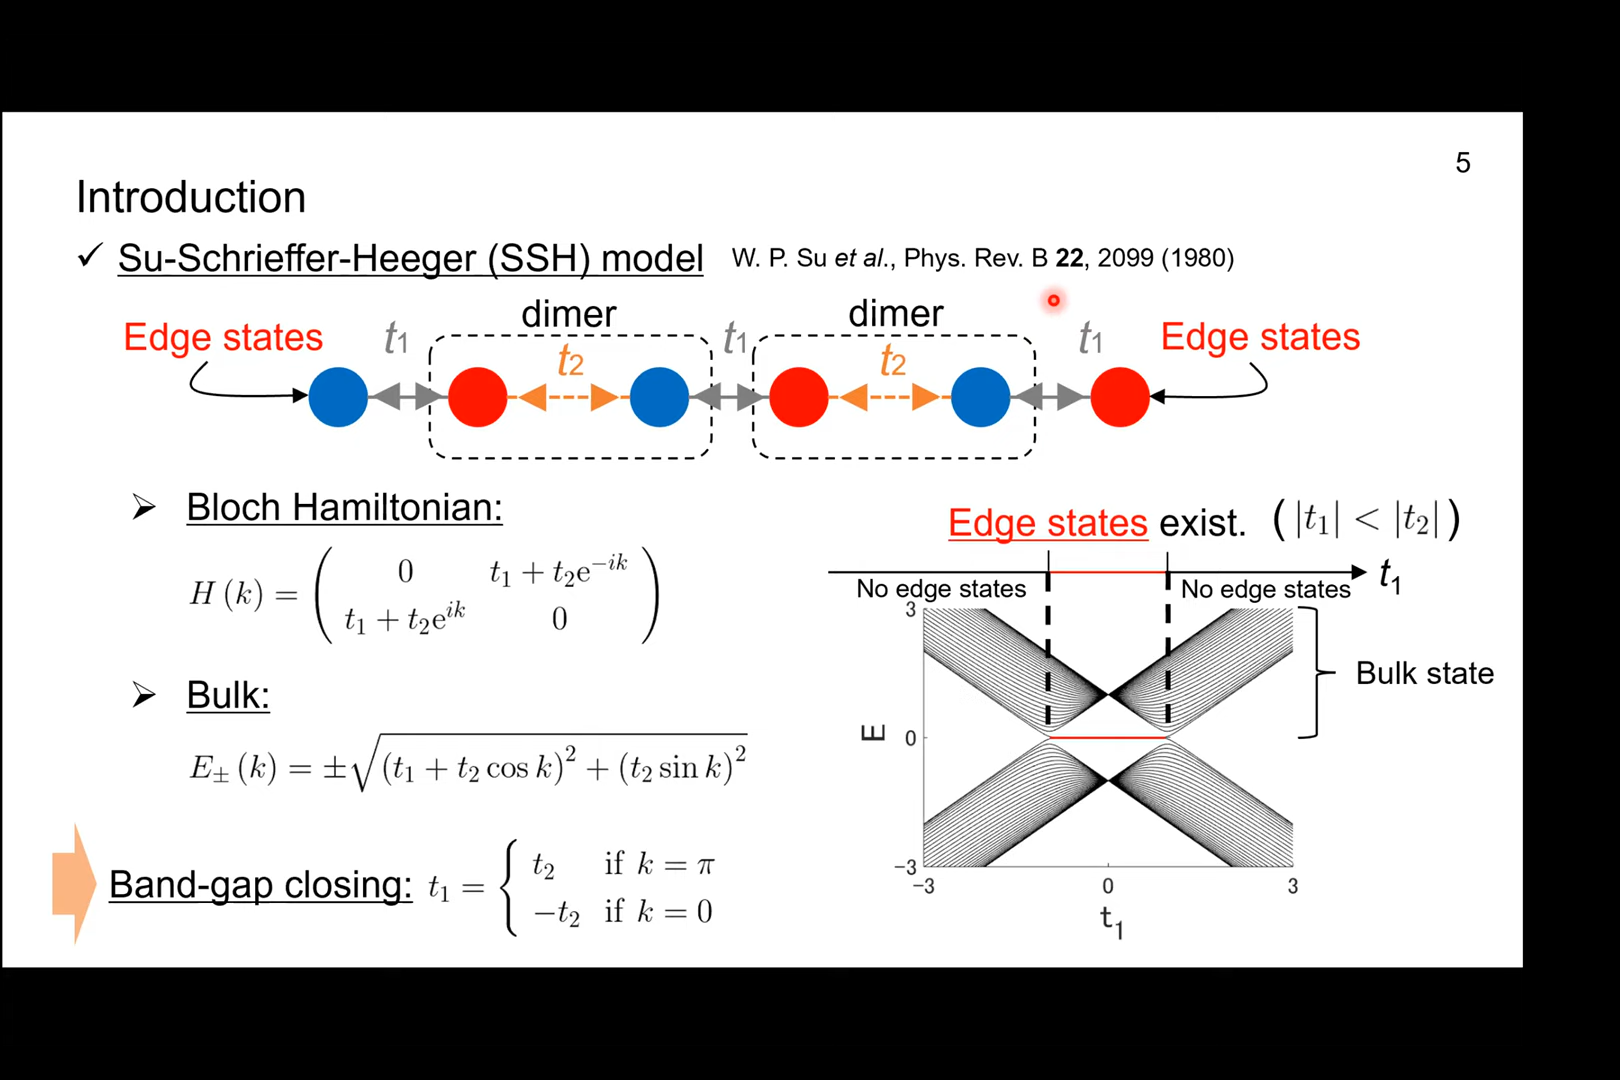 5
Introduction
✓ Su-Schrieffer-Heeger (SSH) model W. P. Su et al., Phys. Rev. B 22, 2099 (1980)
dimer dimer
Edge states t1 t2 t1 t2 t1 Edge states
➢ Bloch Hamiltonian:
H (k) = ( 0 t₁ + t₂e⁻ⁱᵏ
t₁ + t₂eⁱᵏ 0 )
➢ Bulk:
E± (k) = ±√(t₁ + t₂ cos k)² + (t₂ sin k)²
Band-gap closing: t₁ = { t₂ if k = π
−t₂ if k = 0
Edge states exist. (|t₁| < |t₂|)
t₁
No edge states No edge states
3
E 0
−3
−3 0 3
t₁
Bulk state